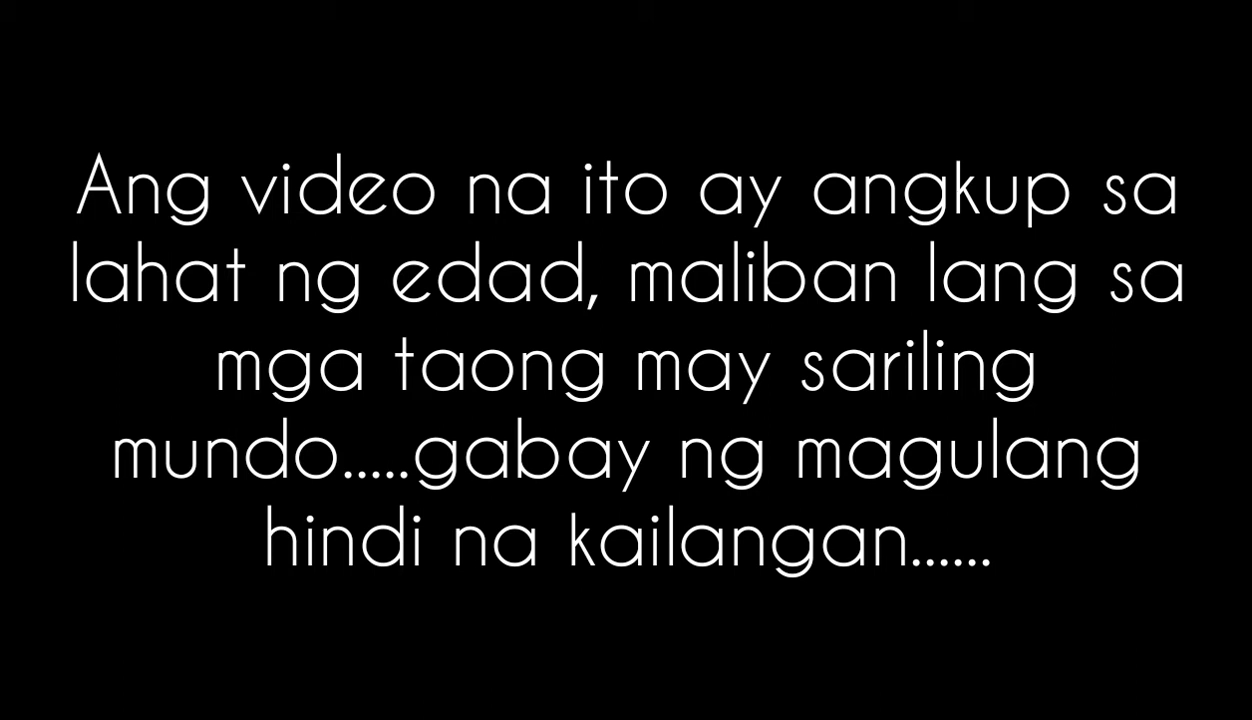 Ang video na ito ay angkup sa
lahat ng edad, maliban lang sa
mga taong may sariling
mundo.....gabay ng magulang
hindi na kailangan......